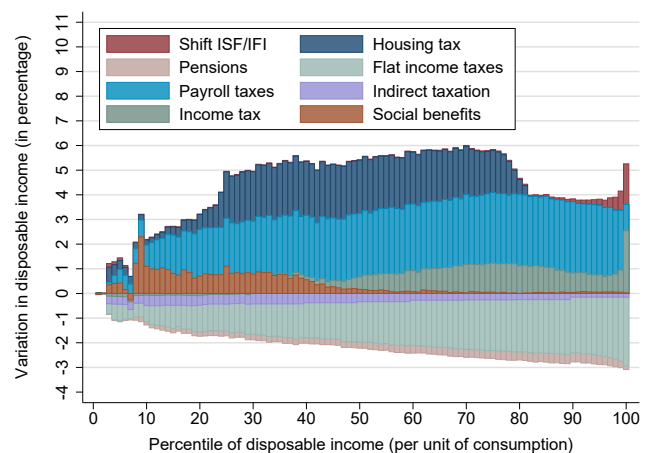 Variation in disposable income (in percentage)
11
10
9
8
7
6
5
4
3
2
1
0
-1
-2
-3
-4
Shift ISF/IFI
Housing tax
Pensions
Flat income taxes
Payroll taxes
Indirect taxation
Income tax
Social benefits
0 10 20 30 40 50 60 70 80 90 100
Percentile of disposable income (per unit of consumption)